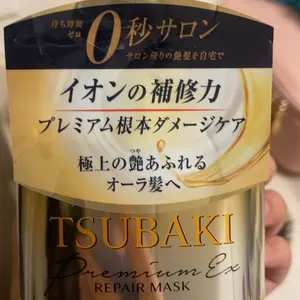 待ち時間
ゼロ
0秒サロン
サロン帰りの艶髪を自宅で
イオンの補修力
プレミアム根本ダメージケア
つや
極上の艶あふれる
オーラ髪へ
TSUBAKI
Premium Ex
REPAIR MASK